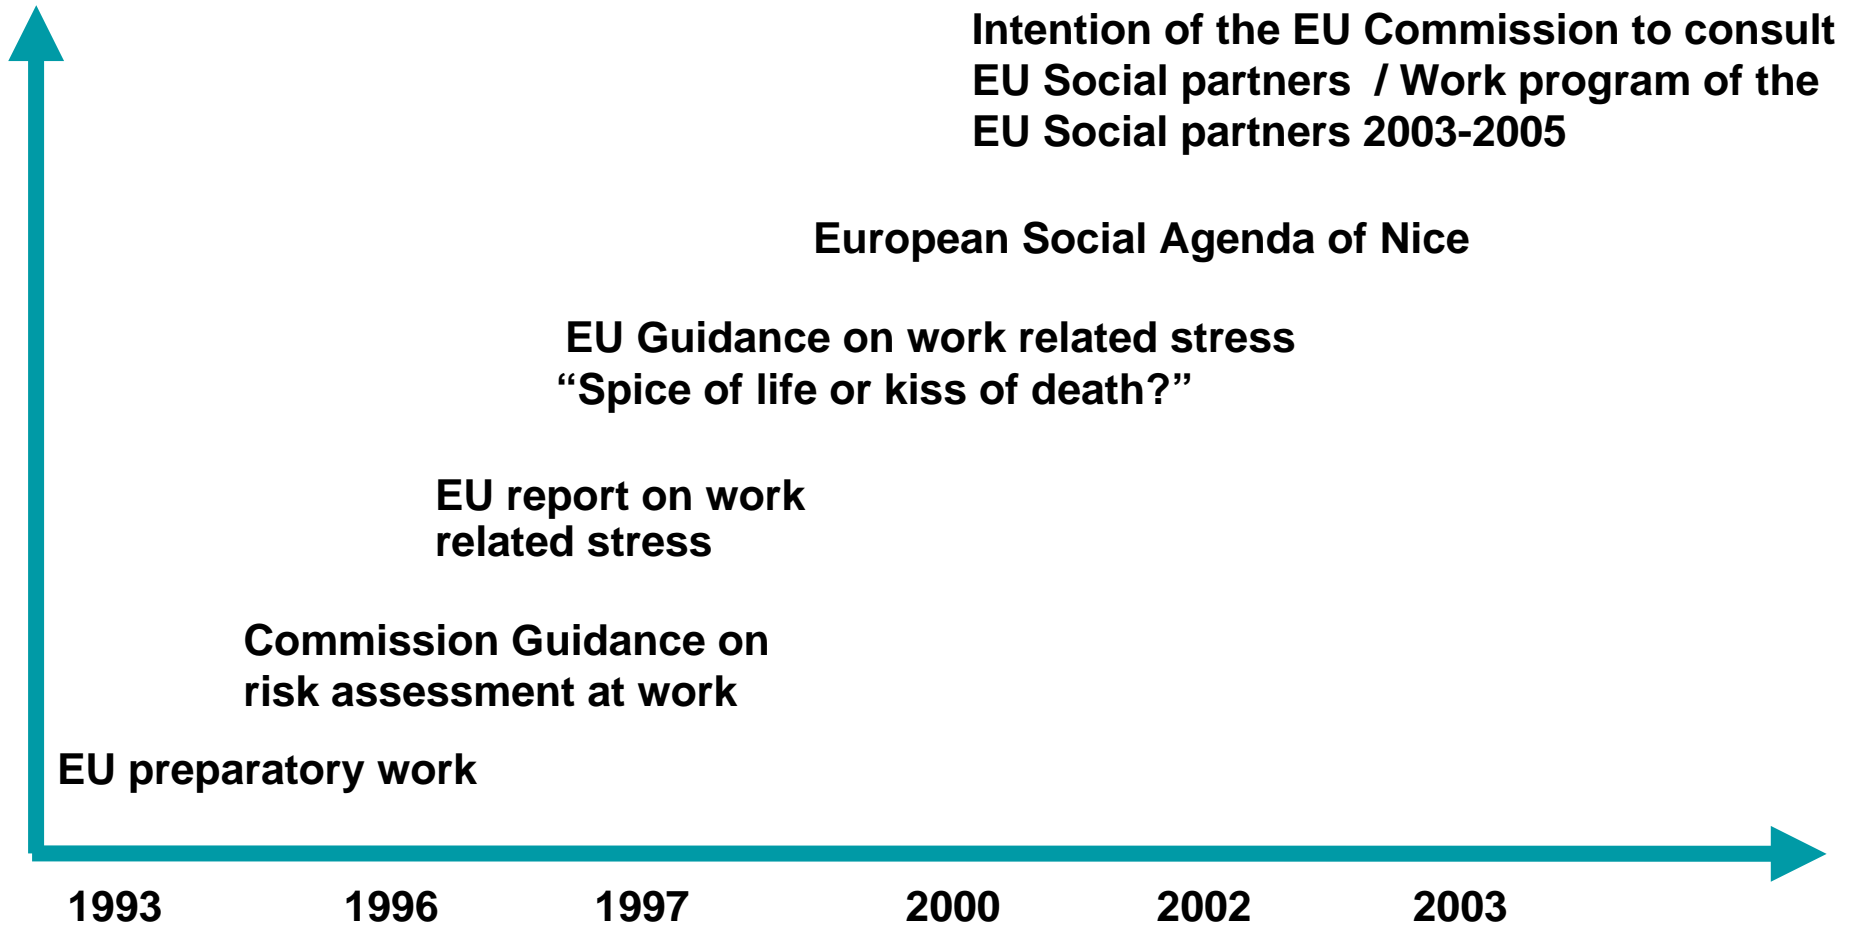 Intention of the EU Commission to consult
EU Social partners / Work program of the
EU Social partners 2003-2005
European Social Agenda of Nice
EU Guidance on work related stress
“Spice of life or kiss of death?”
EU report on work
related stress
Commission Guidance on
risk assessment at work
EU preparatory work
1993 1996 1997 2000 2002 2003